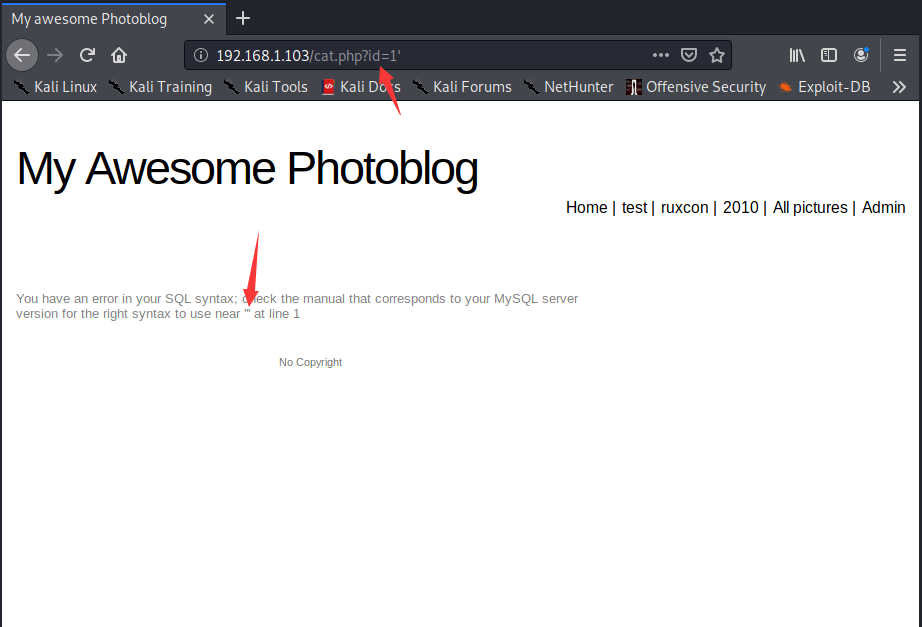 My awesome Photoblog
192.168.1.103/cat.php?id=1'
Kali Linux Kali Training Kali Tools Kali Docs Kali Forums NetHunter Offensive Security Exploit-DB
My Awesome Photoblog
Home | test | ruxcon | 2010 | All pictures | Admin
You have an error in your SQL syntax; check the manual that corresponds to your MySQL server
version for the right syntax to use near ''' at line 1
No Copyright